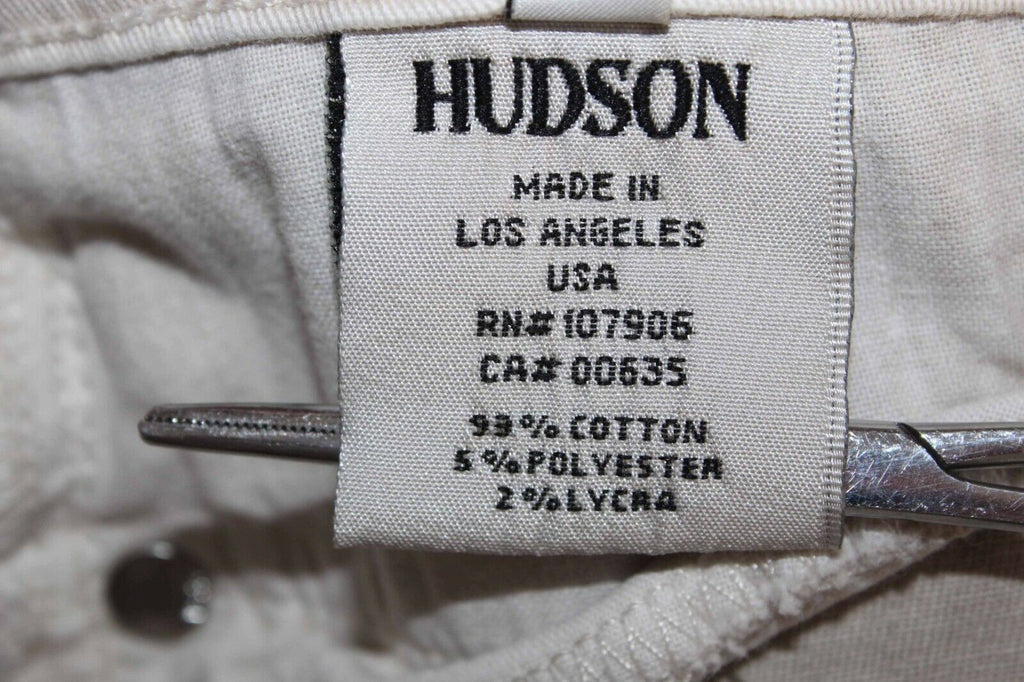 HUDSON
MADE IN
LOS ANGELES
USA
RN# 107906
CA# 00635
93% COTTON
5% POLYESTER
2% LYCRA